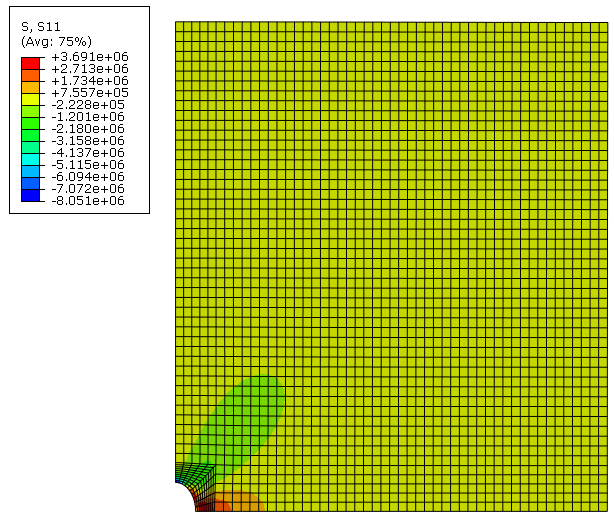 S, S11
(Avg: 75%)
+3.691e+06
+2.713e+06
+1.734e+06
+7.557e+05
-2.228e+05
-1.201e+06
-2.180e+06
-3.158e+06
-4.137e+06
-5.115e+06
-6.094e+06
-7.072e+06
-8.051e+06